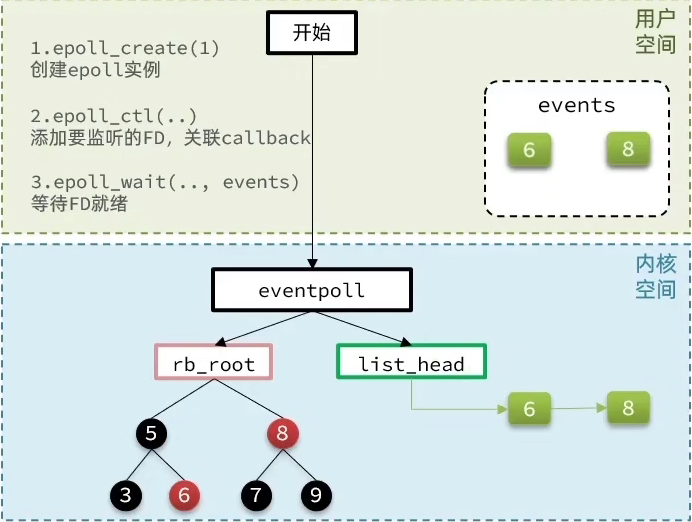 开始
用户
空间
1.epoll_create(1)
创建epoll实例
2.epoll_ctl(..)
添加要监听的FD，关联callback
3.epoll_wait(.., events)
等待FD就绪
events
6
8
内核
空间
eventpoll
rb_root
list_head
6
8
5
8
3
6
7
9